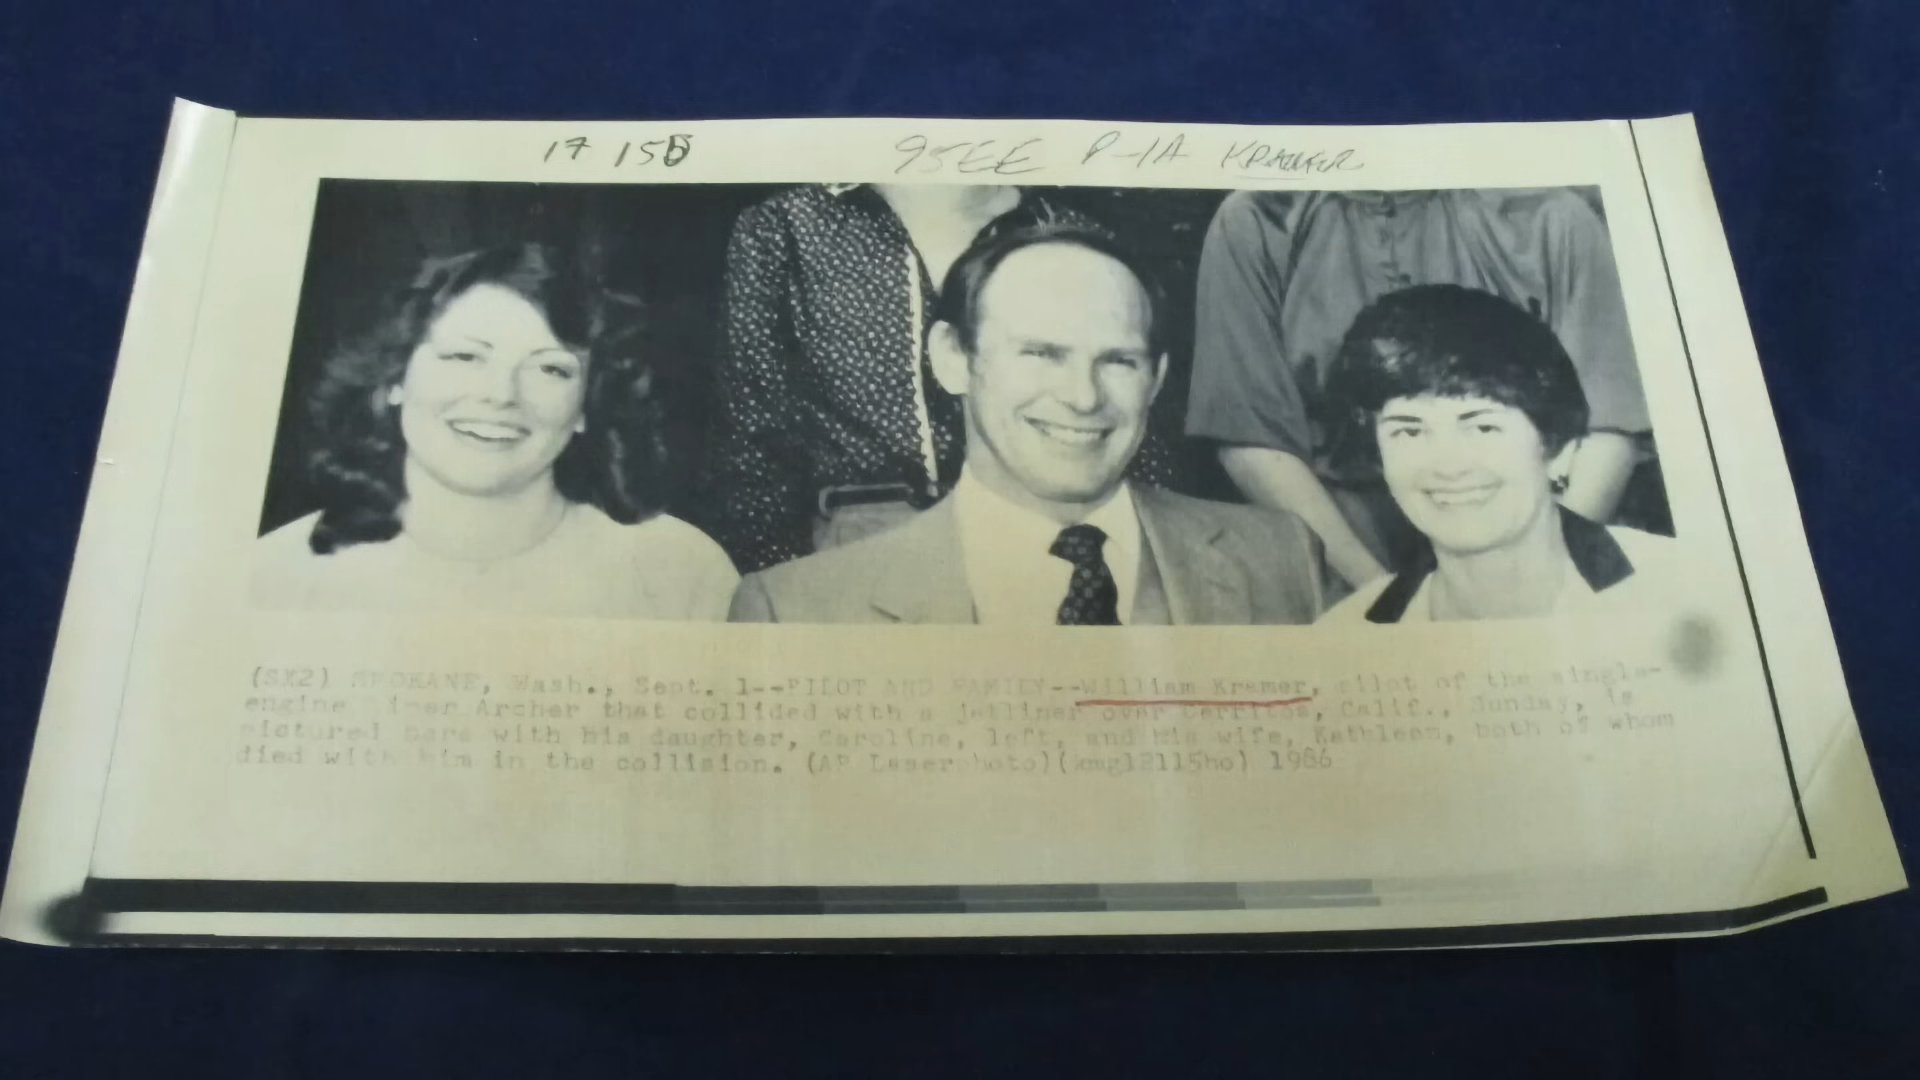 17 150 95EE P-1A KRAMER
(SX2) SPOKANE, Wash., Sept. 1--PILOT AND FAMILY--William Kramer, pilot of the single-
engine Piper Archer that collided with a jetliner over Cerritos, Calif., Sunday, is
pictured here with his daughter, Caroline, left, and his wife, Kathleen, both of whom
died with him in the collision. (AP Laserphoto)(kmg12115ho) 1986